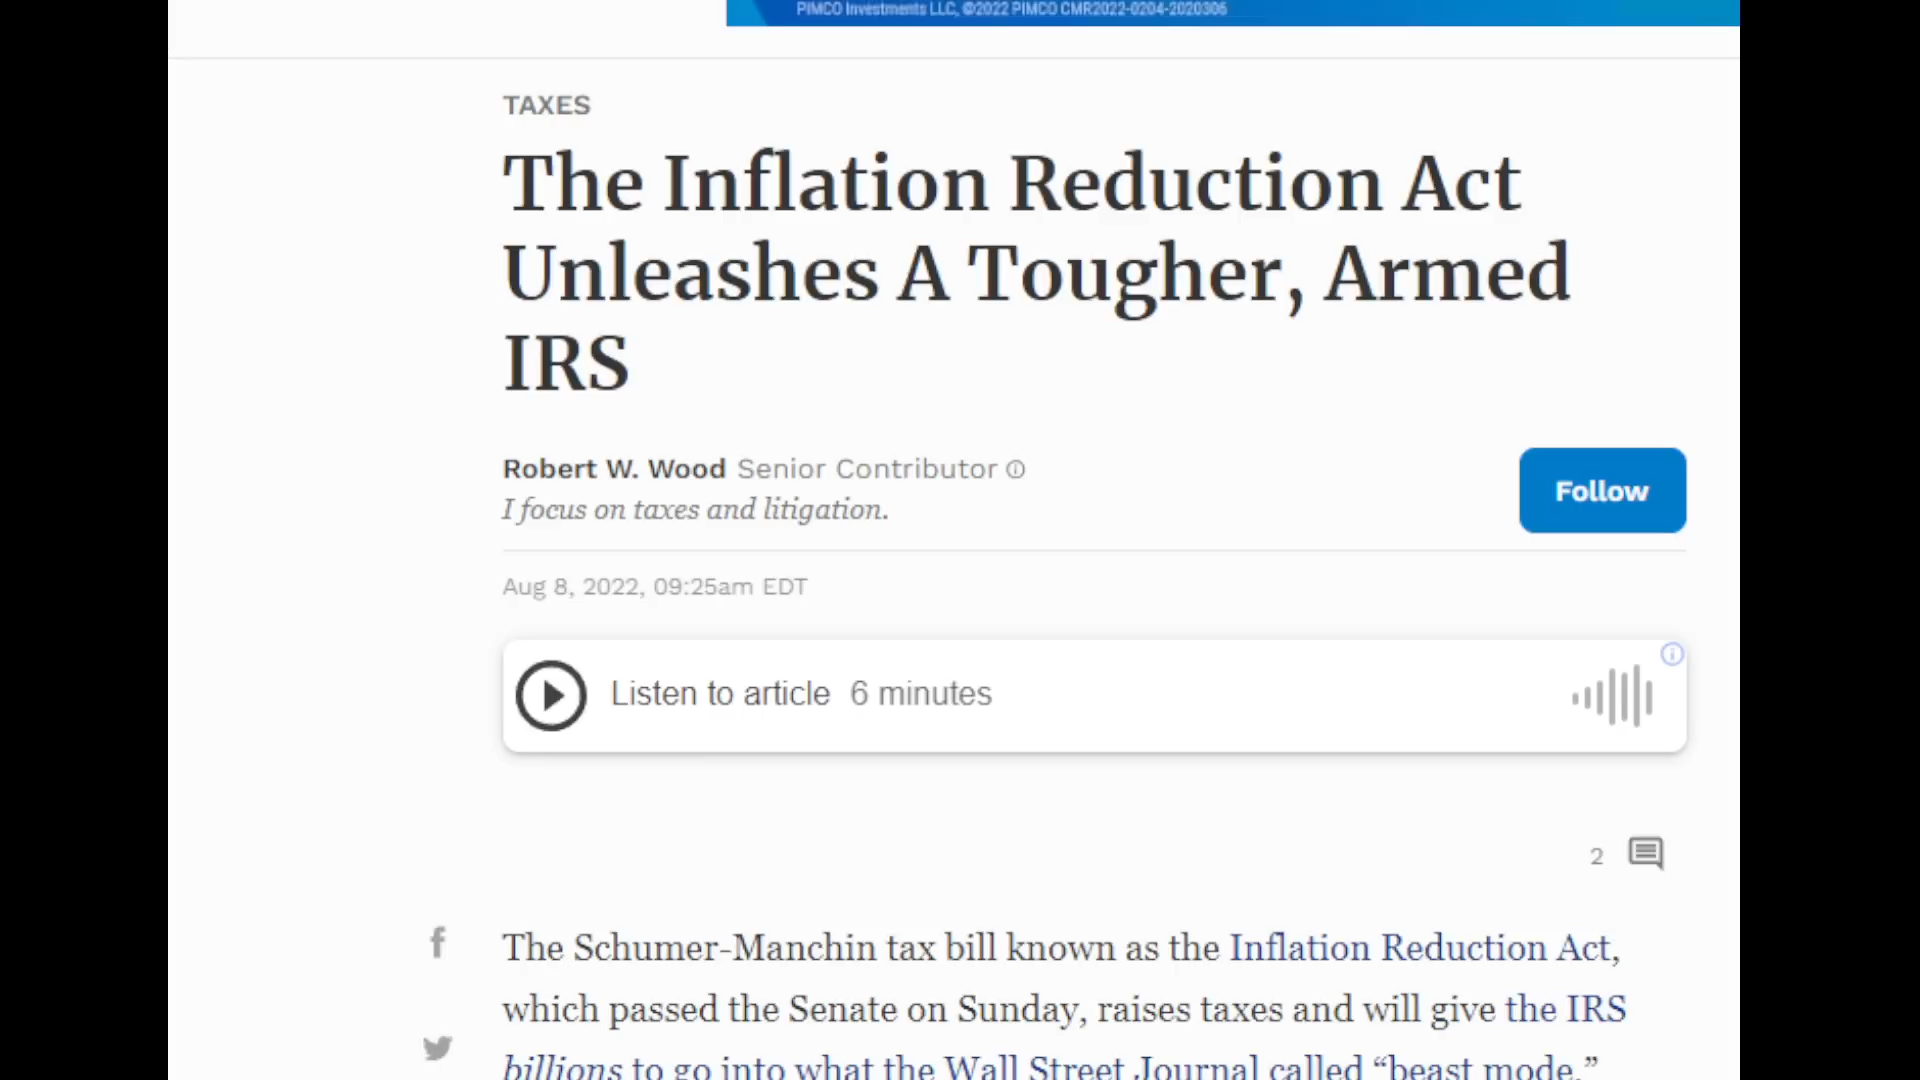 PIMCO Investments LLC, ©2022 PIMCO CMR2022-0204-2020306
TAXES
The Inflation Reduction Act
Unleashes A Tougher, Armed
IRS
Robert W. Wood Senior Contributor
I focus on taxes and litigation.
Follow
Aug 8, 2022, 09:25am EDT
Listen to article 6 minutes
2
The Schumer-Manchin tax bill known as the Inflation Reduction Act,
which passed the Senate on Sunday, raises taxes and will give the IRS
billions to go into what the Wall Street Journal called “beast mode.”